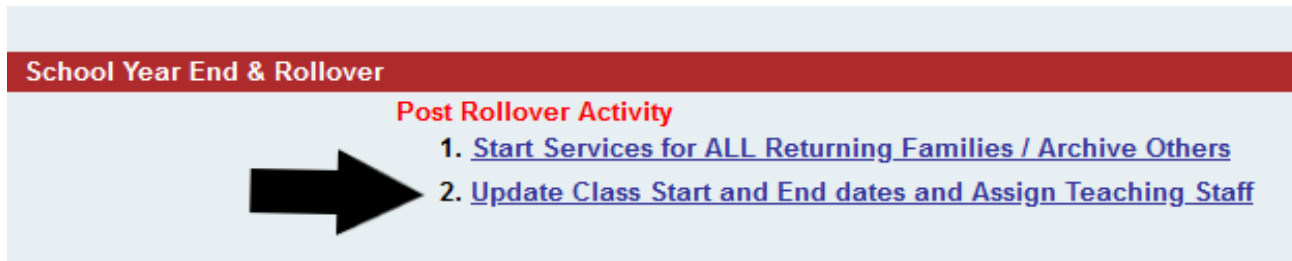 School Year End & Rollover
Post Rollover Activity
1. Start Services for ALL Returning Families / Archive Others
2. Update Class Start and End dates and Assign Teaching Staff